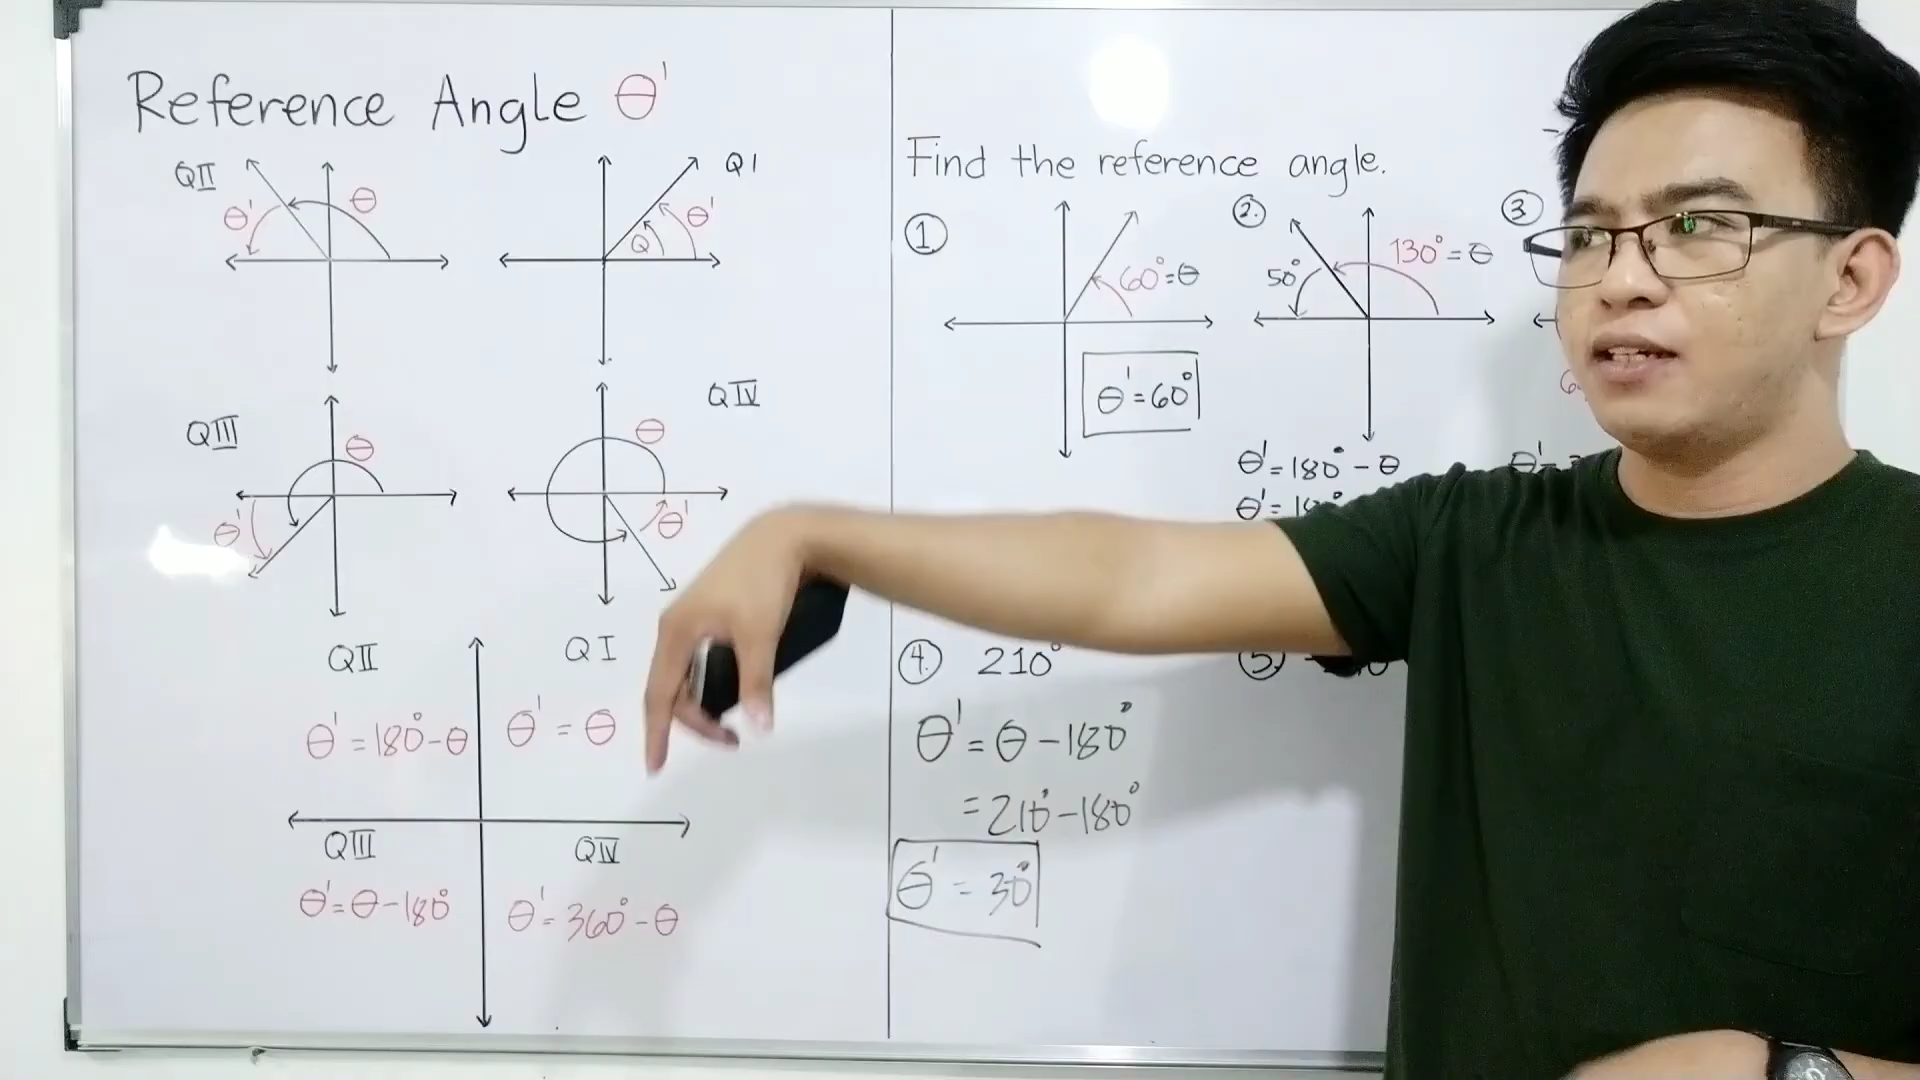 Reference Angle θ'
QII
θ'
θ
QI
θ'
Q
QIII
θ
θ'
QIV
θ
θ'
QII
QI
θ' = 180° - θ
θ' = θ
QIII
QIV
θ' = θ - 180°
θ' = 360° - θ
Find the reference angle.
1.
60° = θ
θ' = 60°
2.
50°
130° = θ
θ' = 180° - θ
θ' =
3
θ' =
4. 210°
θ' = θ - 180°
= 210° - 180°
θ' = 30°
5.